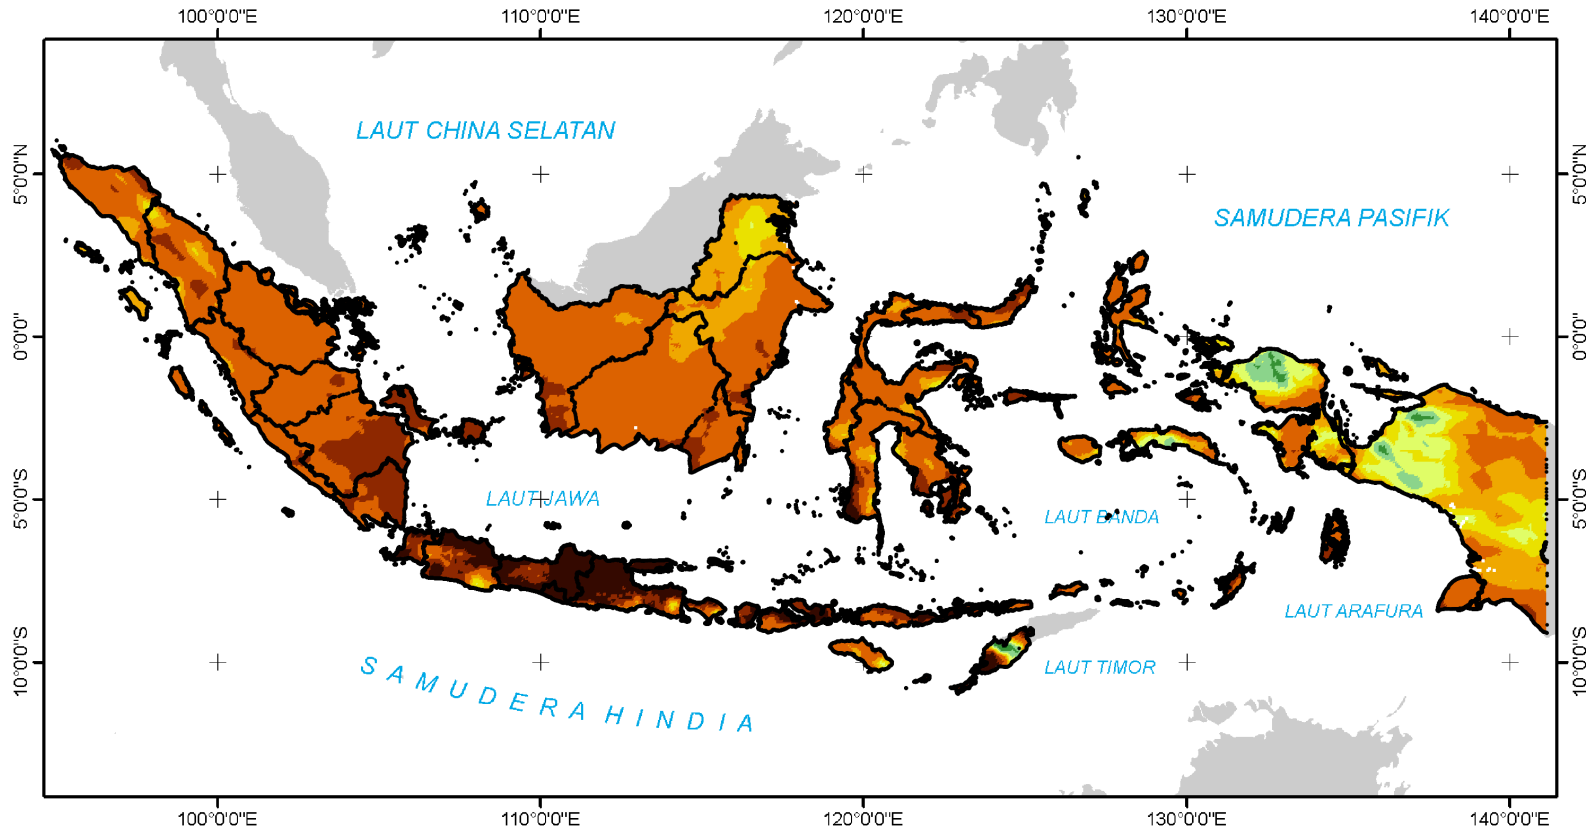 100°0'0"E 110°0'0"E 120°0'0"E 130°0'0"E 140°0'0"E
LAUT CHINA SELATAN
5°0'0"N 5°0'0"N
SAMUDERA PASIFIK
0°0'0" 0°0'0"
5°0'0"S LAUT JAWA 5°0'0"S
LAUT BANDA
LAUT ARAFURA
10°0'0"S LAUT TIMOR 10°0'0"S
SAMUDERA HINDIA
100°0'0"E 110°0'0"E 120°0'0"E 130°0'0"E 140°0'0"E